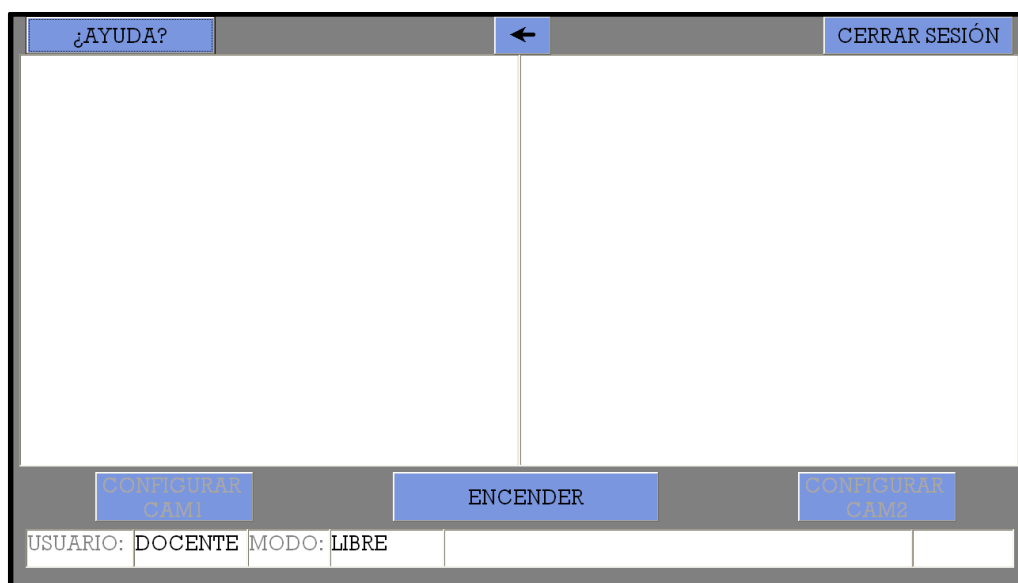 ¿AYUDA?
CERRAR SESIÓN
CONFIGURAR
CAM1
ENCENDER
CONFIGURAR
CAM2
USUARIO: DOCENTE MODO: LIBRE